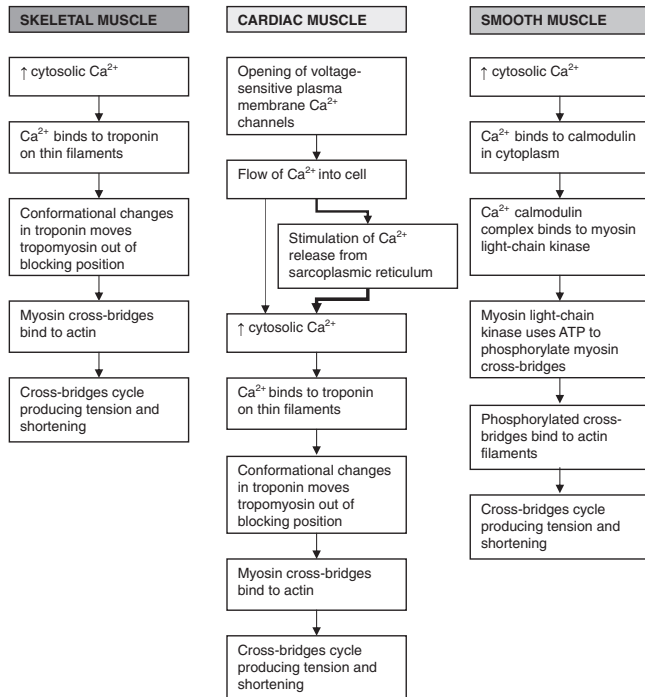 SKELETAL MUSCLE
↑ cytosolic Ca²⁺
Ca²⁺ binds to troponin
on thin filaments
Conformational changes
in troponin moves
tropomyosin out of
blocking position
Myosin cross-bridges
bind to actin
Cross-bridges cycle
producing tension and
shortening
CARDIAC MUSCLE
Opening of voltage-
sensitive plasma
membrane Ca²⁺
channels
Flow of Ca²⁺ into cell
Stimulation of Ca²⁺
release from
sarcoplasmic reticulum
↑ cytosolic Ca²⁺
Ca²⁺ binds to troponin
on thin filaments
Conformational changes
in troponin moves
tropomyosin out of
blocking position
Myosin cross-bridges
bind to actin
Cross-bridges cycle
producing tension and
shortening
SMOOTH MUSCLE
↑ cytosolic Ca²⁺
Ca²⁺ binds to calmodulin
in cytoplasm
Ca²⁺ calmodulin
complex binds to myosin
light-chain kinase
Myosin light-chain
kinase uses ATP to
phosphorylate myosin
cross-bridges
Phosphorylated cross-
bridges bind to actin
filaments
Cross-bridges cycle
producing tension and
shortening